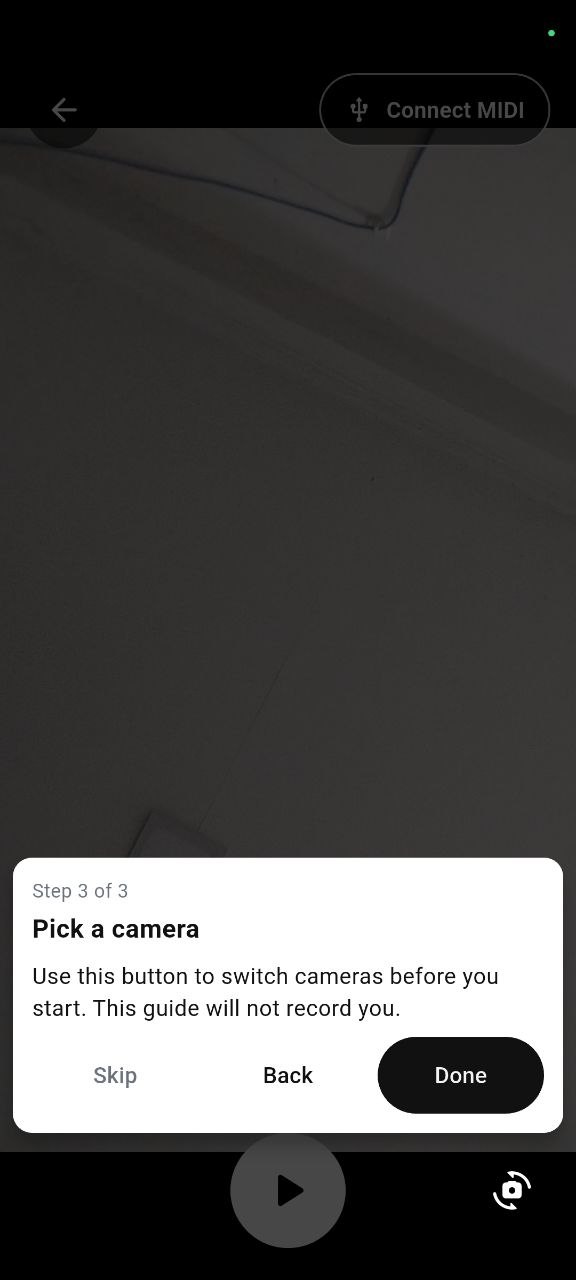 Connect MIDI
Step 3 of 3
Pick a camera
Use this button to switch cameras before you
start. This guide will not record you.
Skip Back Done